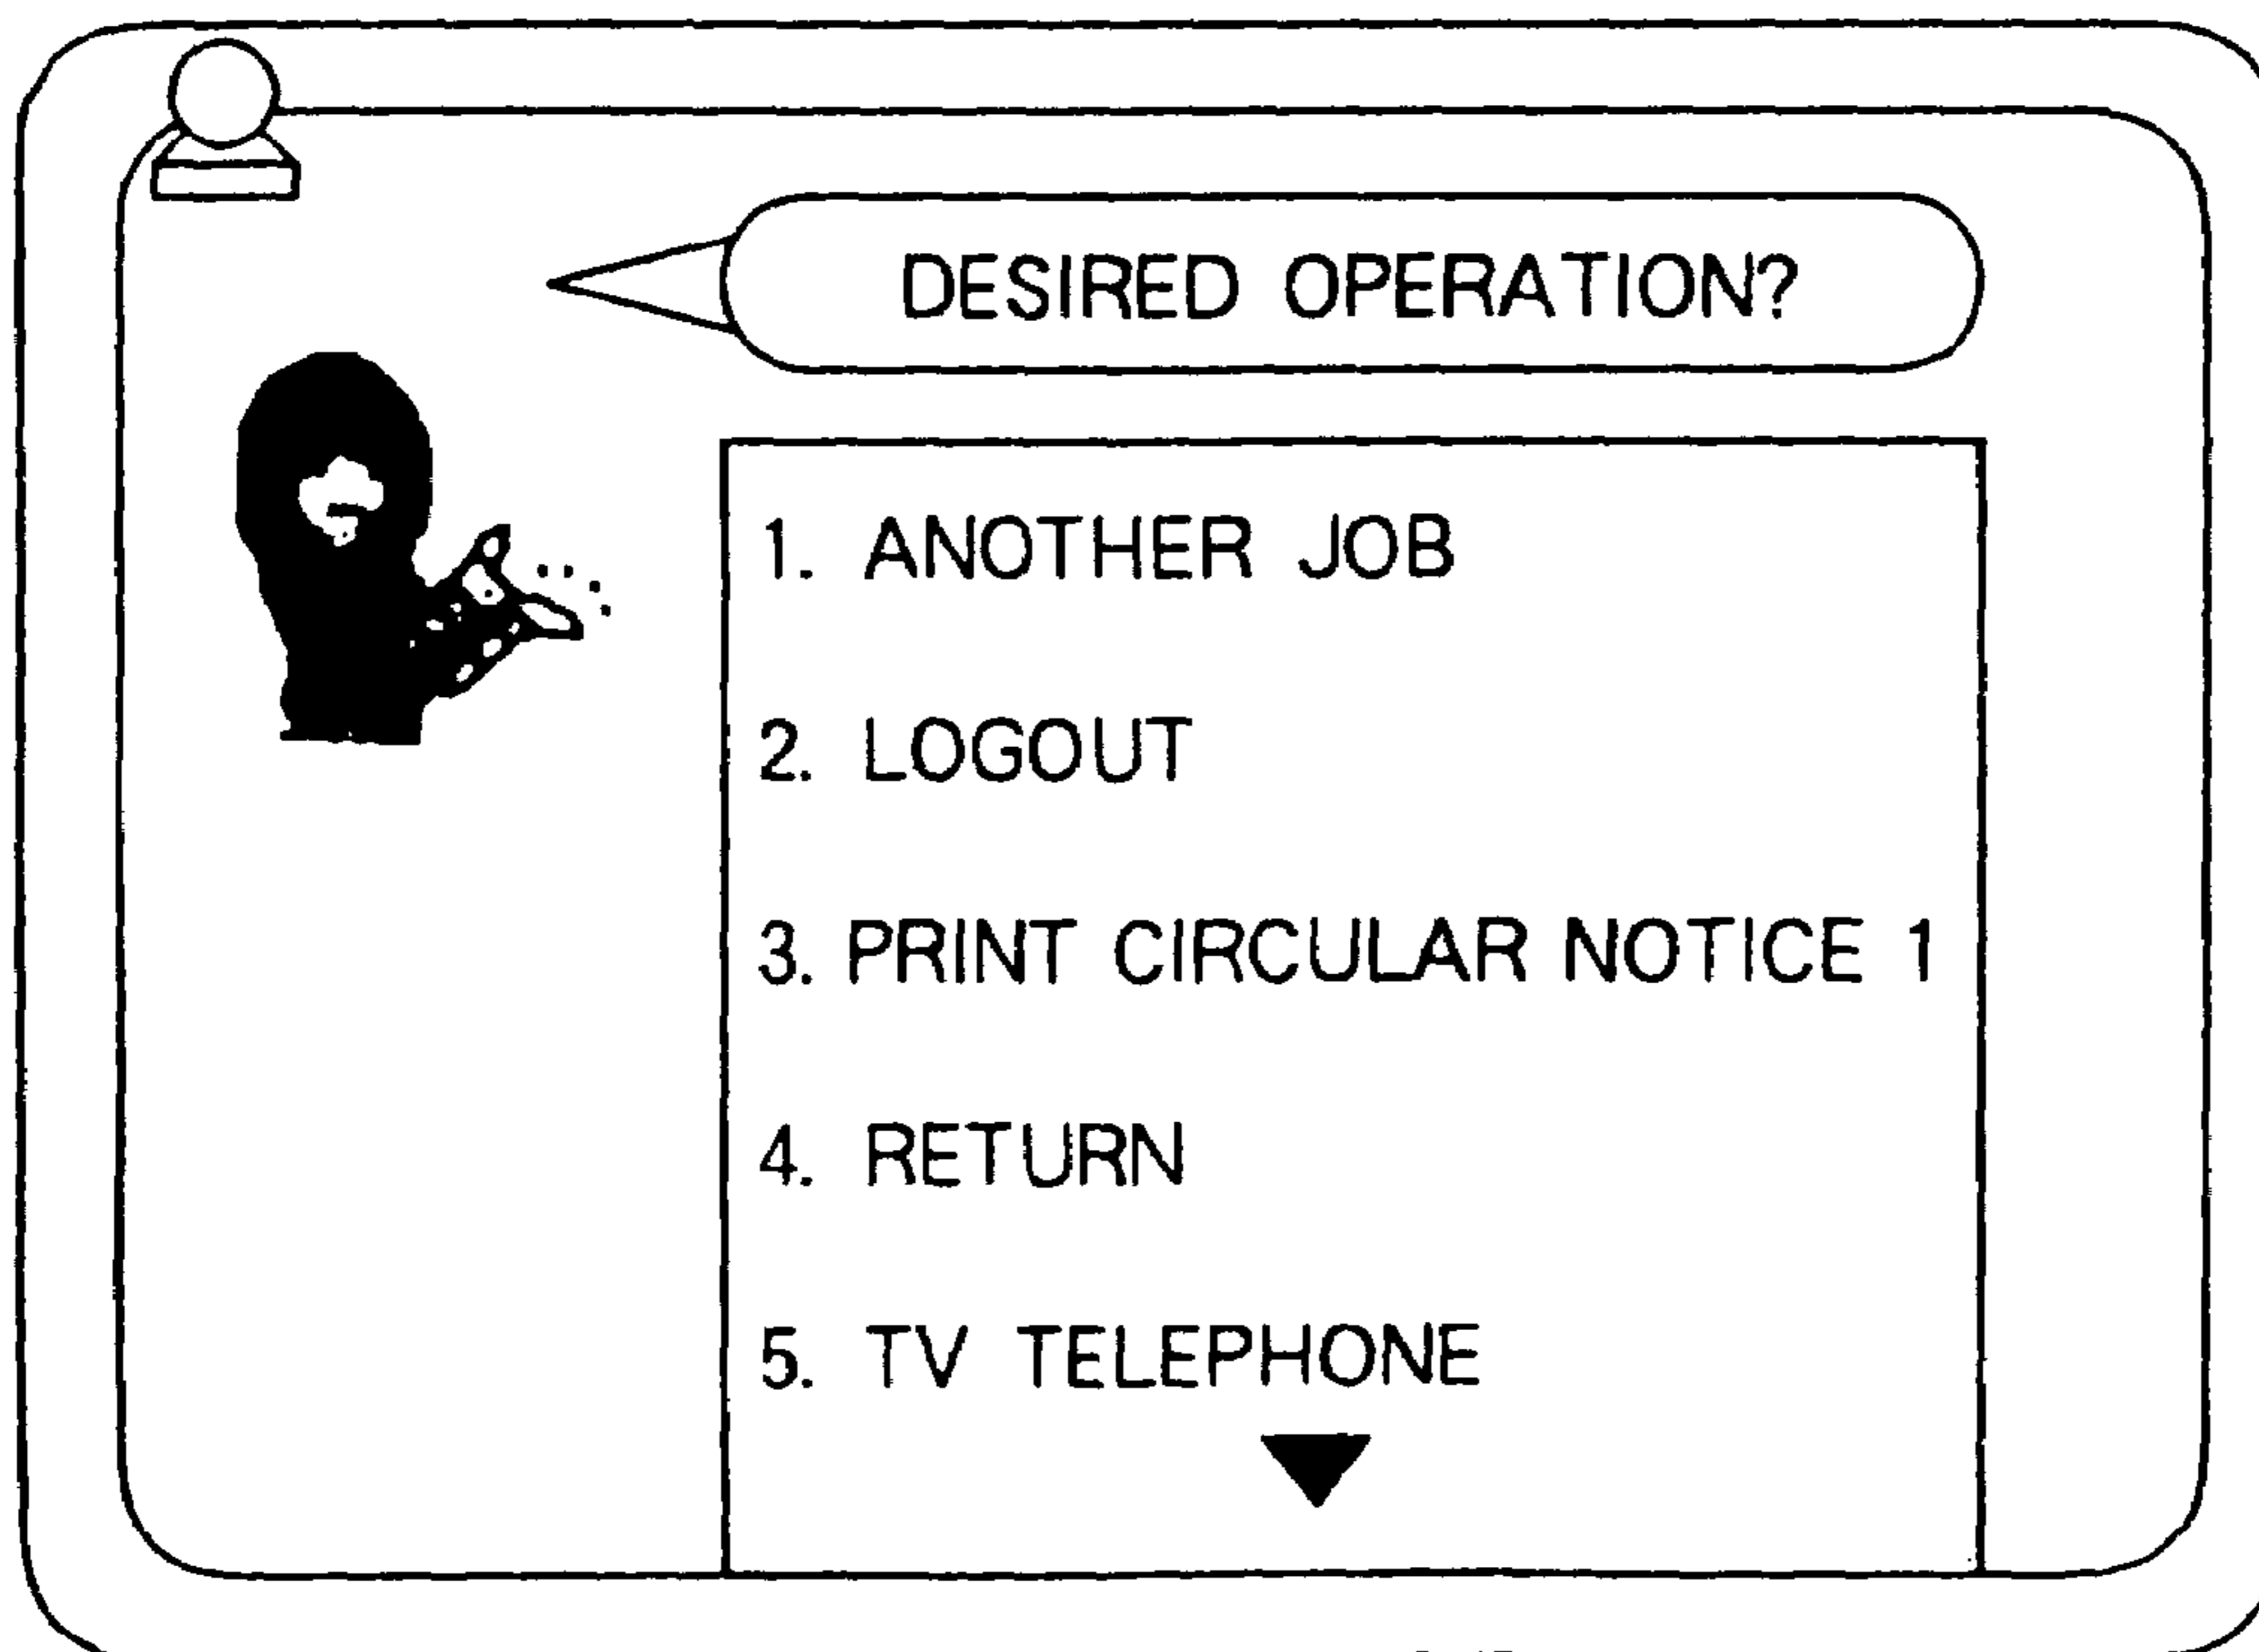 DESIRED OPERATION?
1. ANOTHER JOB
2. LOGOUT
3. PRINT CIRCULAR NOTICE 1
4. RETURN
5. TV TELEPHONE